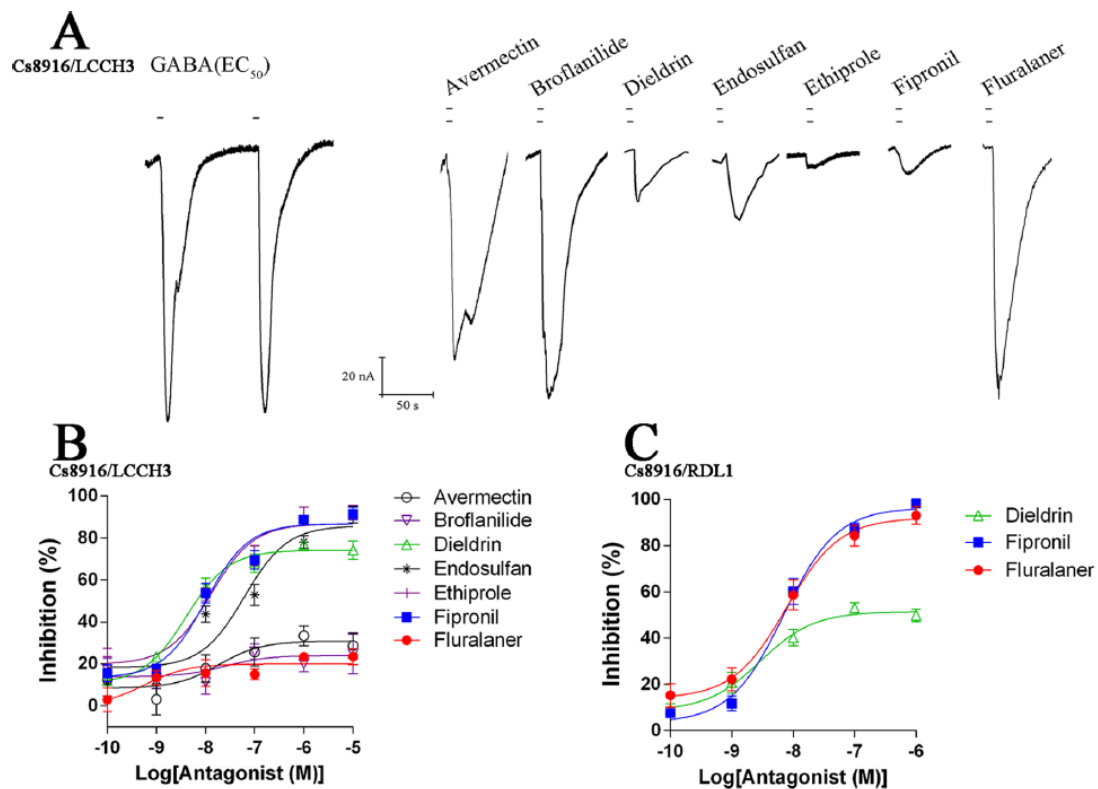 A
Cs8916/LCCH3 GABA(EC50)
Avermectin
Broflanilide
Dieldrin
Endosulfan
Ethiprole
Fipronil
Fluralaner
20 nA
50 s
B
Cs8916/LCCH3
100
80
60
40
20
0
Inhibition (%)
-10 -9 -8 -7 -6 -5
Log[Antagonist (M)]
Avermectin
Broflanilide
Dieldrin
Endosulfan
Ethiprole
Fipronil
Fluralaner
C
Cs8916/RDL1
100
80
60
40
20
0
Inhibition (%)
-10 -9 -8 -7 -6
Log[Antagonist (M)]
Dieldrin
Fipronil
Fluralaner